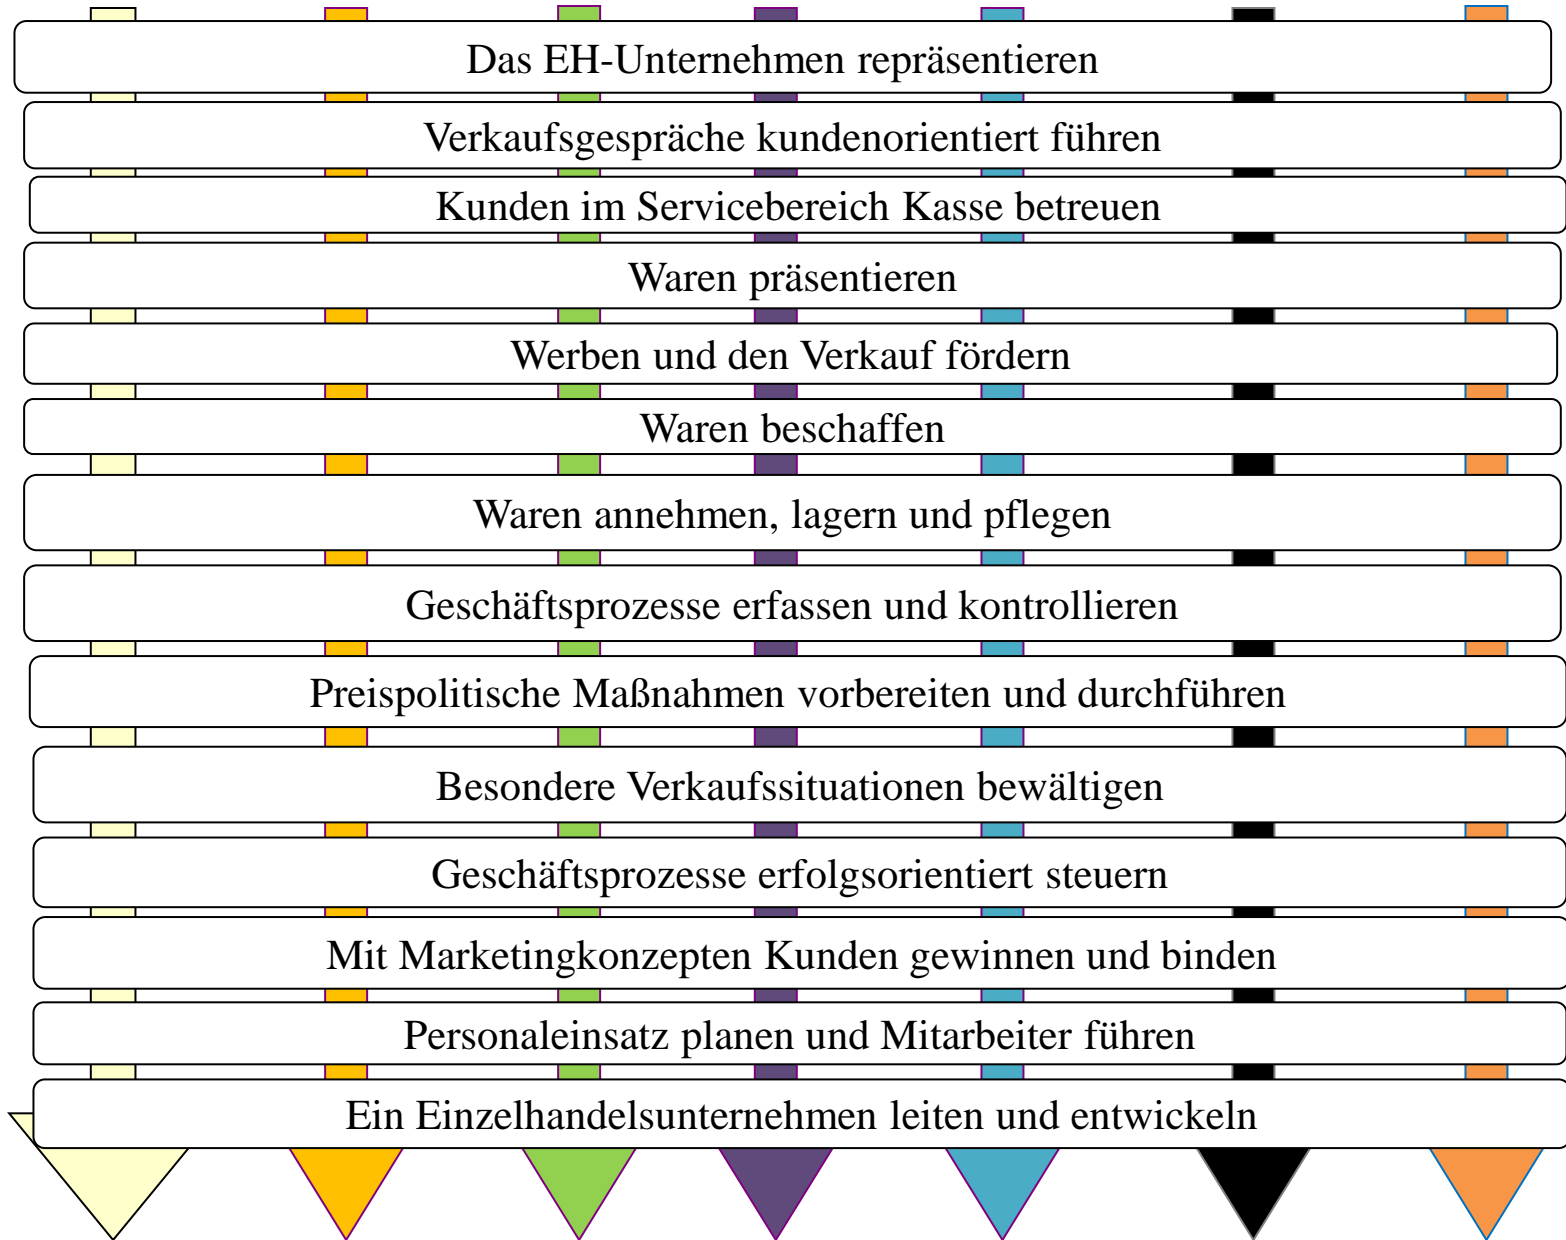 Das EH-Unternehmen repräsentieren
Verkaufsgespräche kundenorientiert führen
Kunden im Servicebereich Kasse betreuen
Waren präsentieren
Werben und den Verkauf fördern
Waren beschaffen
Waren annehmen, lagern und pflegen
Geschäftsprozesse erfassen und kontrollieren
Preispolitische Maßnahmen vorbereiten und durchführen
Besondere Verkaufssituationen bewältigen
Geschäftsprozesse erfolgsorientiert steuern
Mit Marketingkonzepten Kunden gewinnen und binden
Personaleinsatz planen und Mitarbeiter führen
Ein Einzelhandelsunternehmen leiten und entwickeln